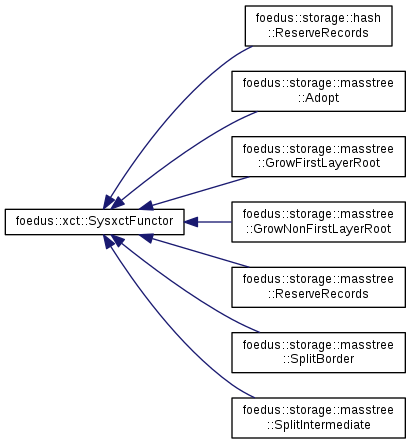 foedus::storage::hash
::ReserveRecords
foedus::storage::masstree
::Adopt
foedus::storage::masstree
::GrowFirstLayerRoot
foedus::storage::masstree
::GrowNonFirstLayerRoot
foedus::xct::SysxctFunctor
foedus::storage::masstree
::ReserveRecords
foedus::storage::masstree
::SplitBorder
foedus::storage::masstree
::SplitIntermediate